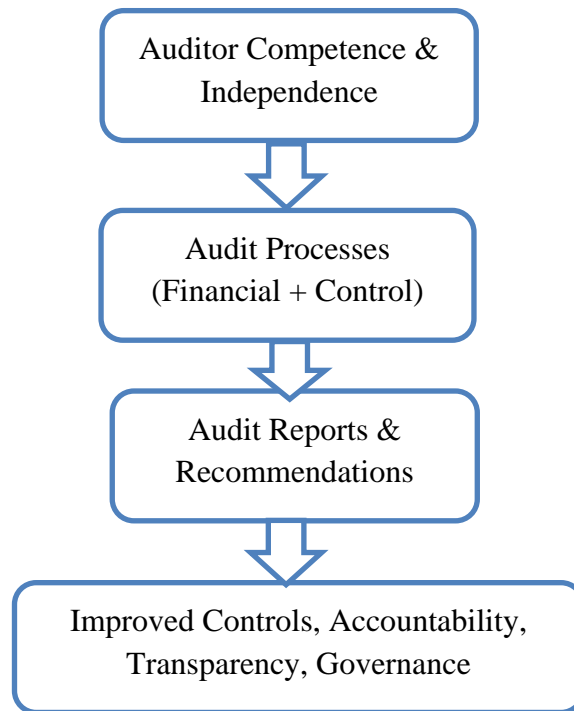 Auditor Competence &
Independence
Audit Processes
(Financial + Control)
Audit Reports &
Recommendations
Improved Controls, Accountability,
Transparency, Governance